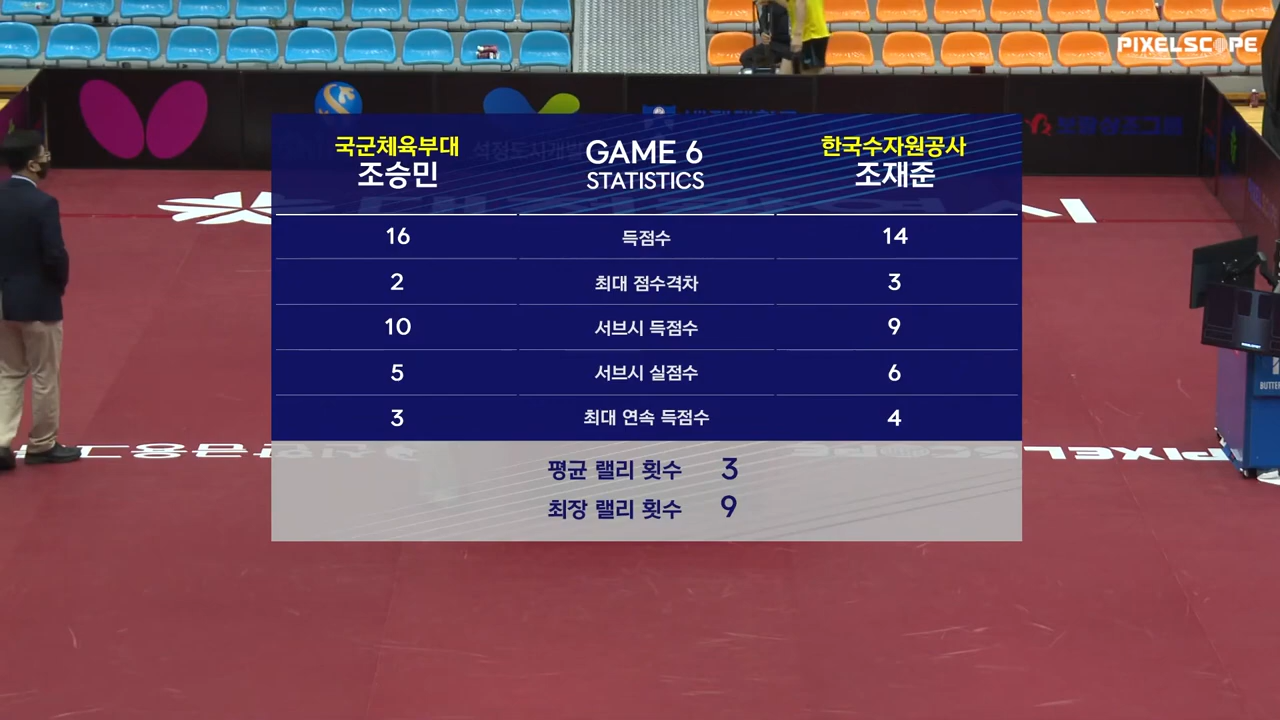 PIXELSCOPE
국군체육부대
조승민
GAME 6
STATISTICS
한국수자원공사
조재준
16 득점수 14
2 최대 점수격차 3
10 서브시 득점수 9
5 서브시 실점수 6
3 최대 연속 득점수 4
평균 랠리 횟수 3
최장 랠리 횟수 9
PIXELSCOPE